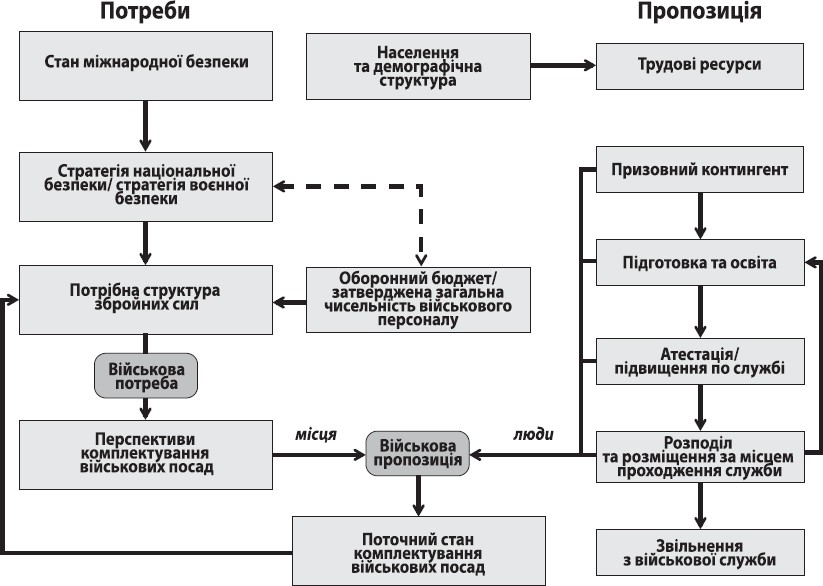 Потреби
Пропозиція
Стан міжнародної безпеки
Населення
та демографічна
структура
Трудові ресурси
Стратегія національної
безпеки/ стратегія воєнної
безпеки
Призовний контингент
Підготовка та освіта
Потрібна структура
збройних сил
Оборонний бюджет/
затверджена загальна
чисельність військового
персоналу
Військова
потреба
Атестація/
підвищення по службі
Перспективи
комплектування
військових посад
місця
Військова
пропозиція
люди
Розподіл
та розміщення за місцем
проходження служби
Поточний стан
комплектування
військових посад
Звільнення
з військової служби